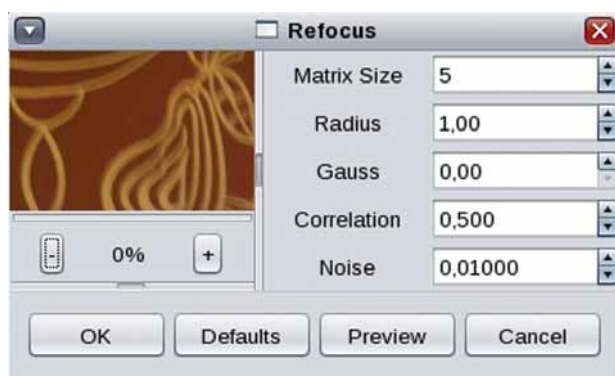 Refocus
Matrix Size 5
Radius 1,00
Gauss 0,00
Correlation 0,500
Noise 0,01000
- 0% +
OK Defaults Preview Cancel